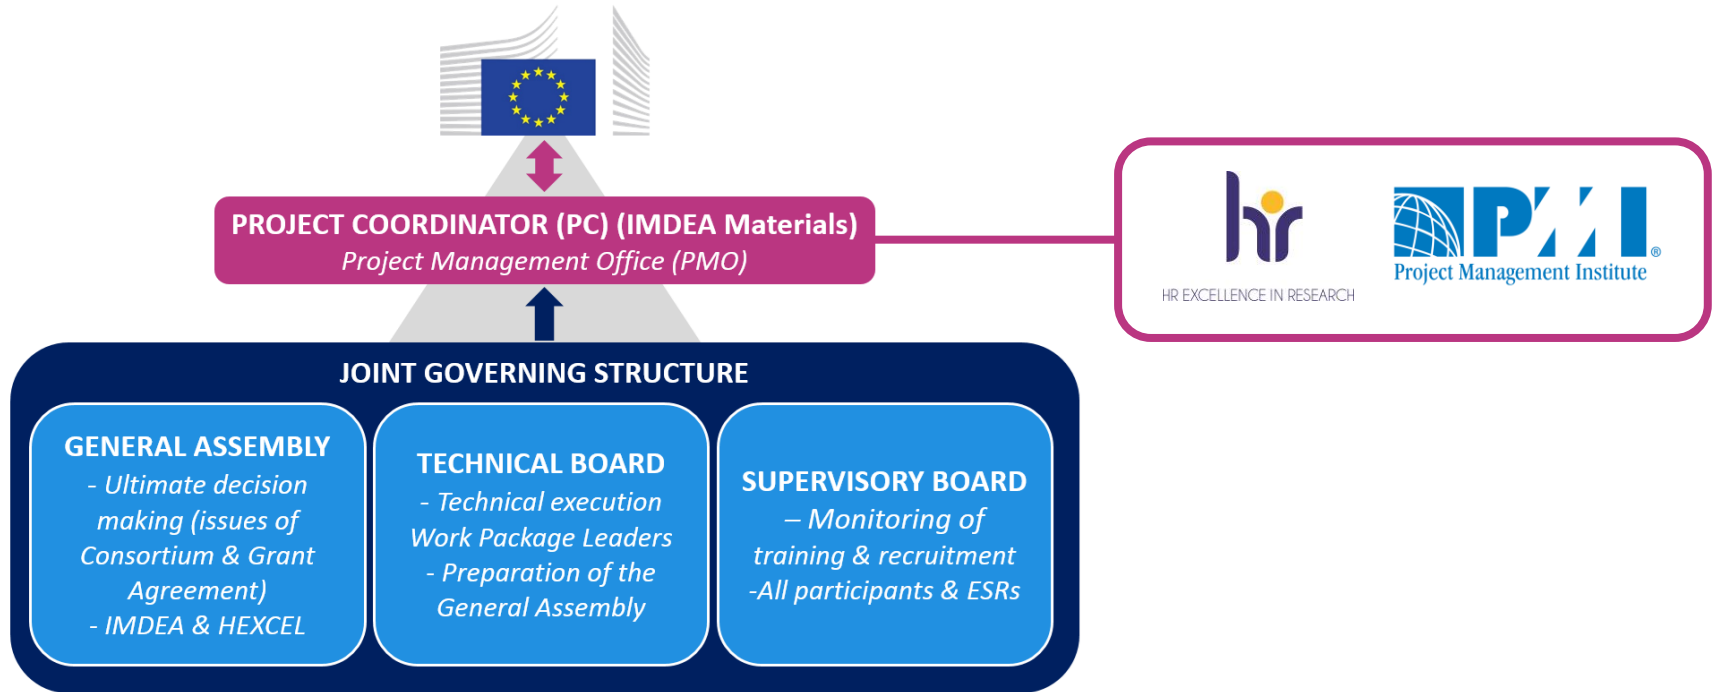 PROJECT COORDINATOR (PC) (IMDEA Materials)
Project Management Office (PMO)
hr
HR EXCELLENCE IN RESEARCH
PMI®
Project Management Institute
JOINT GOVERNING STRUCTURE
GENERAL ASSEMBLY
- Ultimate decision
making (issues of
Consortium & Grant
Agreement)
- IMDEA & HEXCEL
TECHNICAL BOARD
- Technical execution
Work Package Leaders
- Preparation of the
General Assembly
SUPERVISORY BOARD
– Monitoring of
training & recruitment
-All participants & ESRs